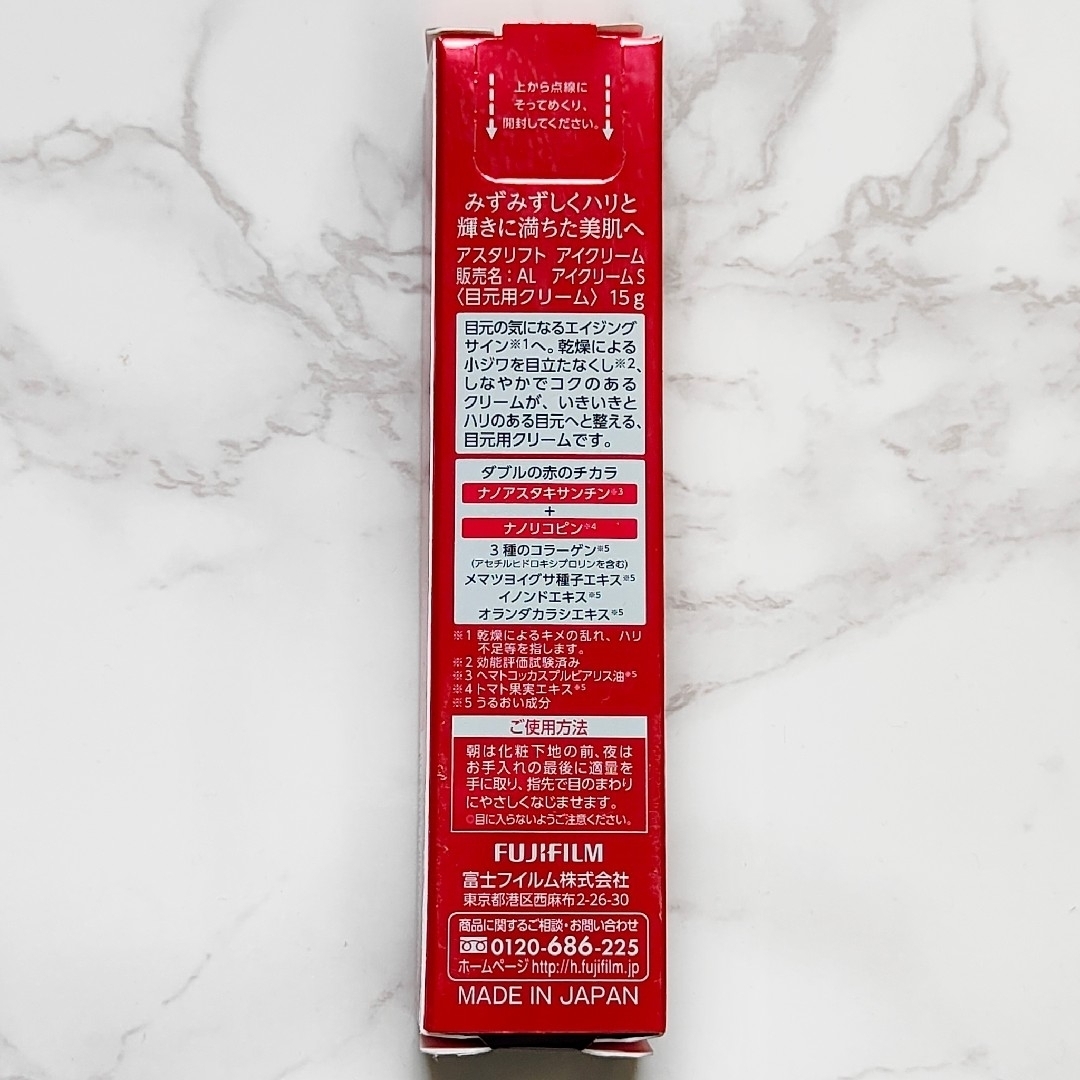 上から点線に
そってめくり、
開封してください。
みずみずしくハリと
輝きに満ちた美肌へ
アスタリフト アイクリーム
販売名：AL アイクリームS
〈目元用クリーム〉 15g
目元の気になるエイジング
サイン※1へ。乾燥による
小ジワを目立たなくし※2、
しなやかでコクのある
クリームが、いきいきと
ハリのある目元へと整える、
目元用クリームです。
ダブルの赤のチカラ
ナノアスタキサンチン※3
+
ナノリコピン※4
3種のコラーゲン※5
(アセチルヒドロキシプロリンを含む)
メマツヨイグサ種子エキス※5
イノンドエキス※5
オランダカラシエキス※5
※1 乾燥によるキメの乱れ、ハリ
不足等を指します。
※2 効能評価試験済み
※3 ヘマトコッカスプルビアリス油※5
※4 トマト果実エキス※5
※5 うるおい成分
ご使用方法
朝は化粧下地の前、夜は
お手入れの最後に適量を
手に取り、指先で目のまわり
にやさしくなじませます。
◎目に入らないようご注意ください。
FUJIFILM
富士フイルム株式会社
東京都港区西麻布2-26-30
商品に関するご相談・お問い合わせ
0120-686-225
ホームページ http://h.fujifilm.jp
MADE IN JAPAN